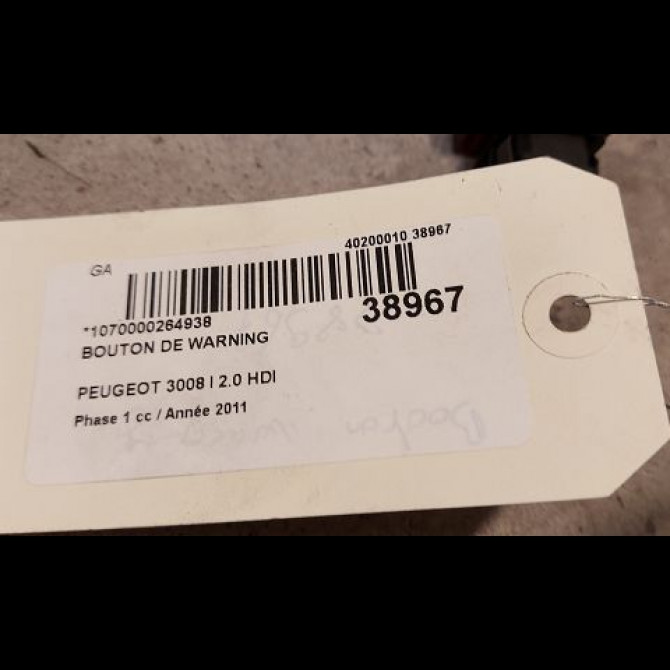 40200010 38967
GA
38967
*1070000264938
BOUTON DE WARNING
PEUGEOT 3008 I 2.0 HDI
Phase 1 cc / Année 2011